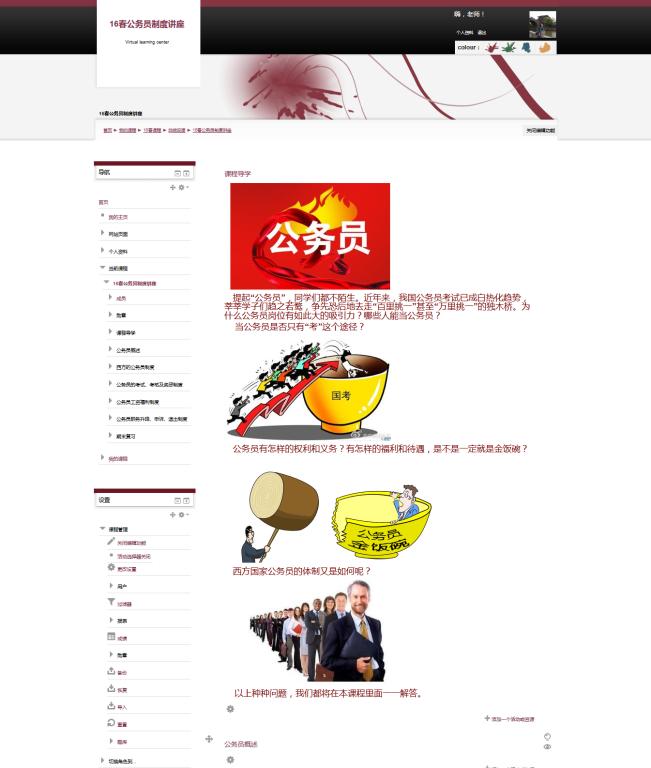 16春公务员制度讲座
Virtual learning center
嗨，老师！
个人资料 退出
colour :
16春公务员制度讲座
首页 ► 我的课程 ► 16春课程 ► 16春公务员制度讲座
关闭编辑功能
导航
首页
我的主页
网站页面
个人资料
当前课程
16春公务员制度讲座
成员
勋章
课程导学
公务员概述
西方的公务员制度
公务员的考试、考核及奖惩制度
公务员工资福利制度
公务员职务升降、申诉、退出制度
期末复习
我的课程
设置
课程管理
关闭编辑功能
活动选择器关闭
更改设置
用户
过滤器
报表
成绩
勋章
备份
恢复
导入
重置
题库
切换角色到...
课程导学
公务员
提起“公务员”，同学们都不陌生。近年来，我国公务员考试已成白热化趋势，
莘莘学子们趋之若鹜，争先恐后地去走“百里挑一”甚至“万里挑一”的独木桥。为
什么公务员岗位有如此大的吸引力？哪些人能当公务员？
当公务员是否只有“考”这个途径？
国考
公务员有怎样的权利和义务？有怎样的福利和待遇，是不是一定就是金饭碗？
公务员
金饭碗
西方国家公务员的体制又是如何呢？
以上种种问题，我们都将在本课程里面一一解答。
添加一个活动或资源
公务员概述